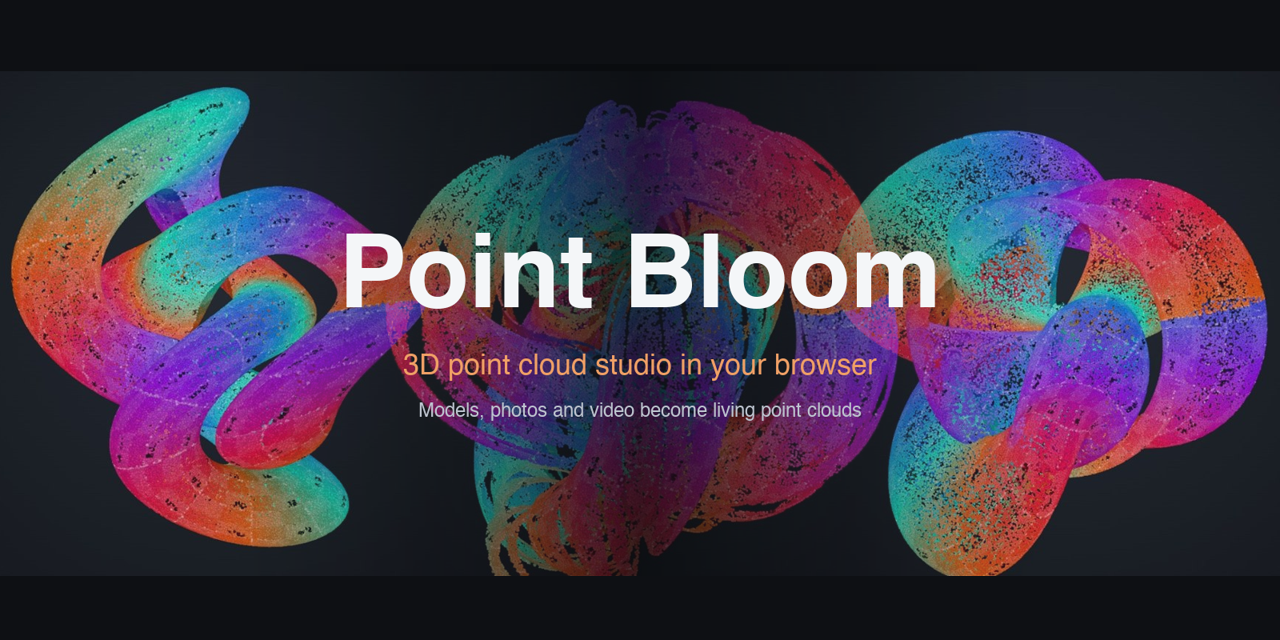 Point Bloom
3D point cloud studio in your browser
Models, photos and video become living point clouds